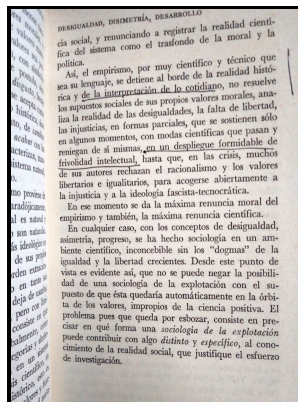 DESIGUALDAD, DISIMETRÍA, DESARROLLO
cia social, y renunciando a registrar la realidad cientí-
fica del sistema como el trasfondo de la moral y la
política.
Así, el empirismo, por muy científico y técnico que
sea su lenguaje, se detiene al borde de la realidad histó-
rica y de la interpretación de lo cotidiano, no resuelve
los supuestos sociales de sus propios valores morales, ana-
liza la realidad de las desigualdades, la falta de libertad,
las injusticias, en formas parciales, que se sostienen sólo
en algunos momentos, con modas científicas que pasan y
reniegan de sí mismas, en un despliegue formidable de
frivolidad intelectual, hasta que, en las crisis, muchos
de sus autores rechazan el racionalismo y los valores
libertarios e igualitarios, para acogerse abiertamente a
la injusticia y a la ideología fascista-tecnocrática.
En ese momento se da la máxima renuncia moral del
empirismo y también, la máxima renuncia científica.
En cualquier caso, con los conceptos de desigualdad,
asimetría, progreso, se ha hecho sociología en un am-
biente científico, inconcebible sin los "dogmas" de la
igualdad y la libertad crecientes. Desde este punto de
vista es evidente así, que no se puede negar la posibili-
dad de una sociología de la explotación con el su-
puesto de que ésta quedaría automáticamente en la órbi-
ta de los valores, impropios de la ciencia positiva. El
problema pues que queda por esbozar, consiste en pre-
cisar en qué forma una sociología de la explotación
puede contribuir con algo distinto y específico, al cono-
cimiento de la realidad social, que justifique el esfuerzo
de investigación.